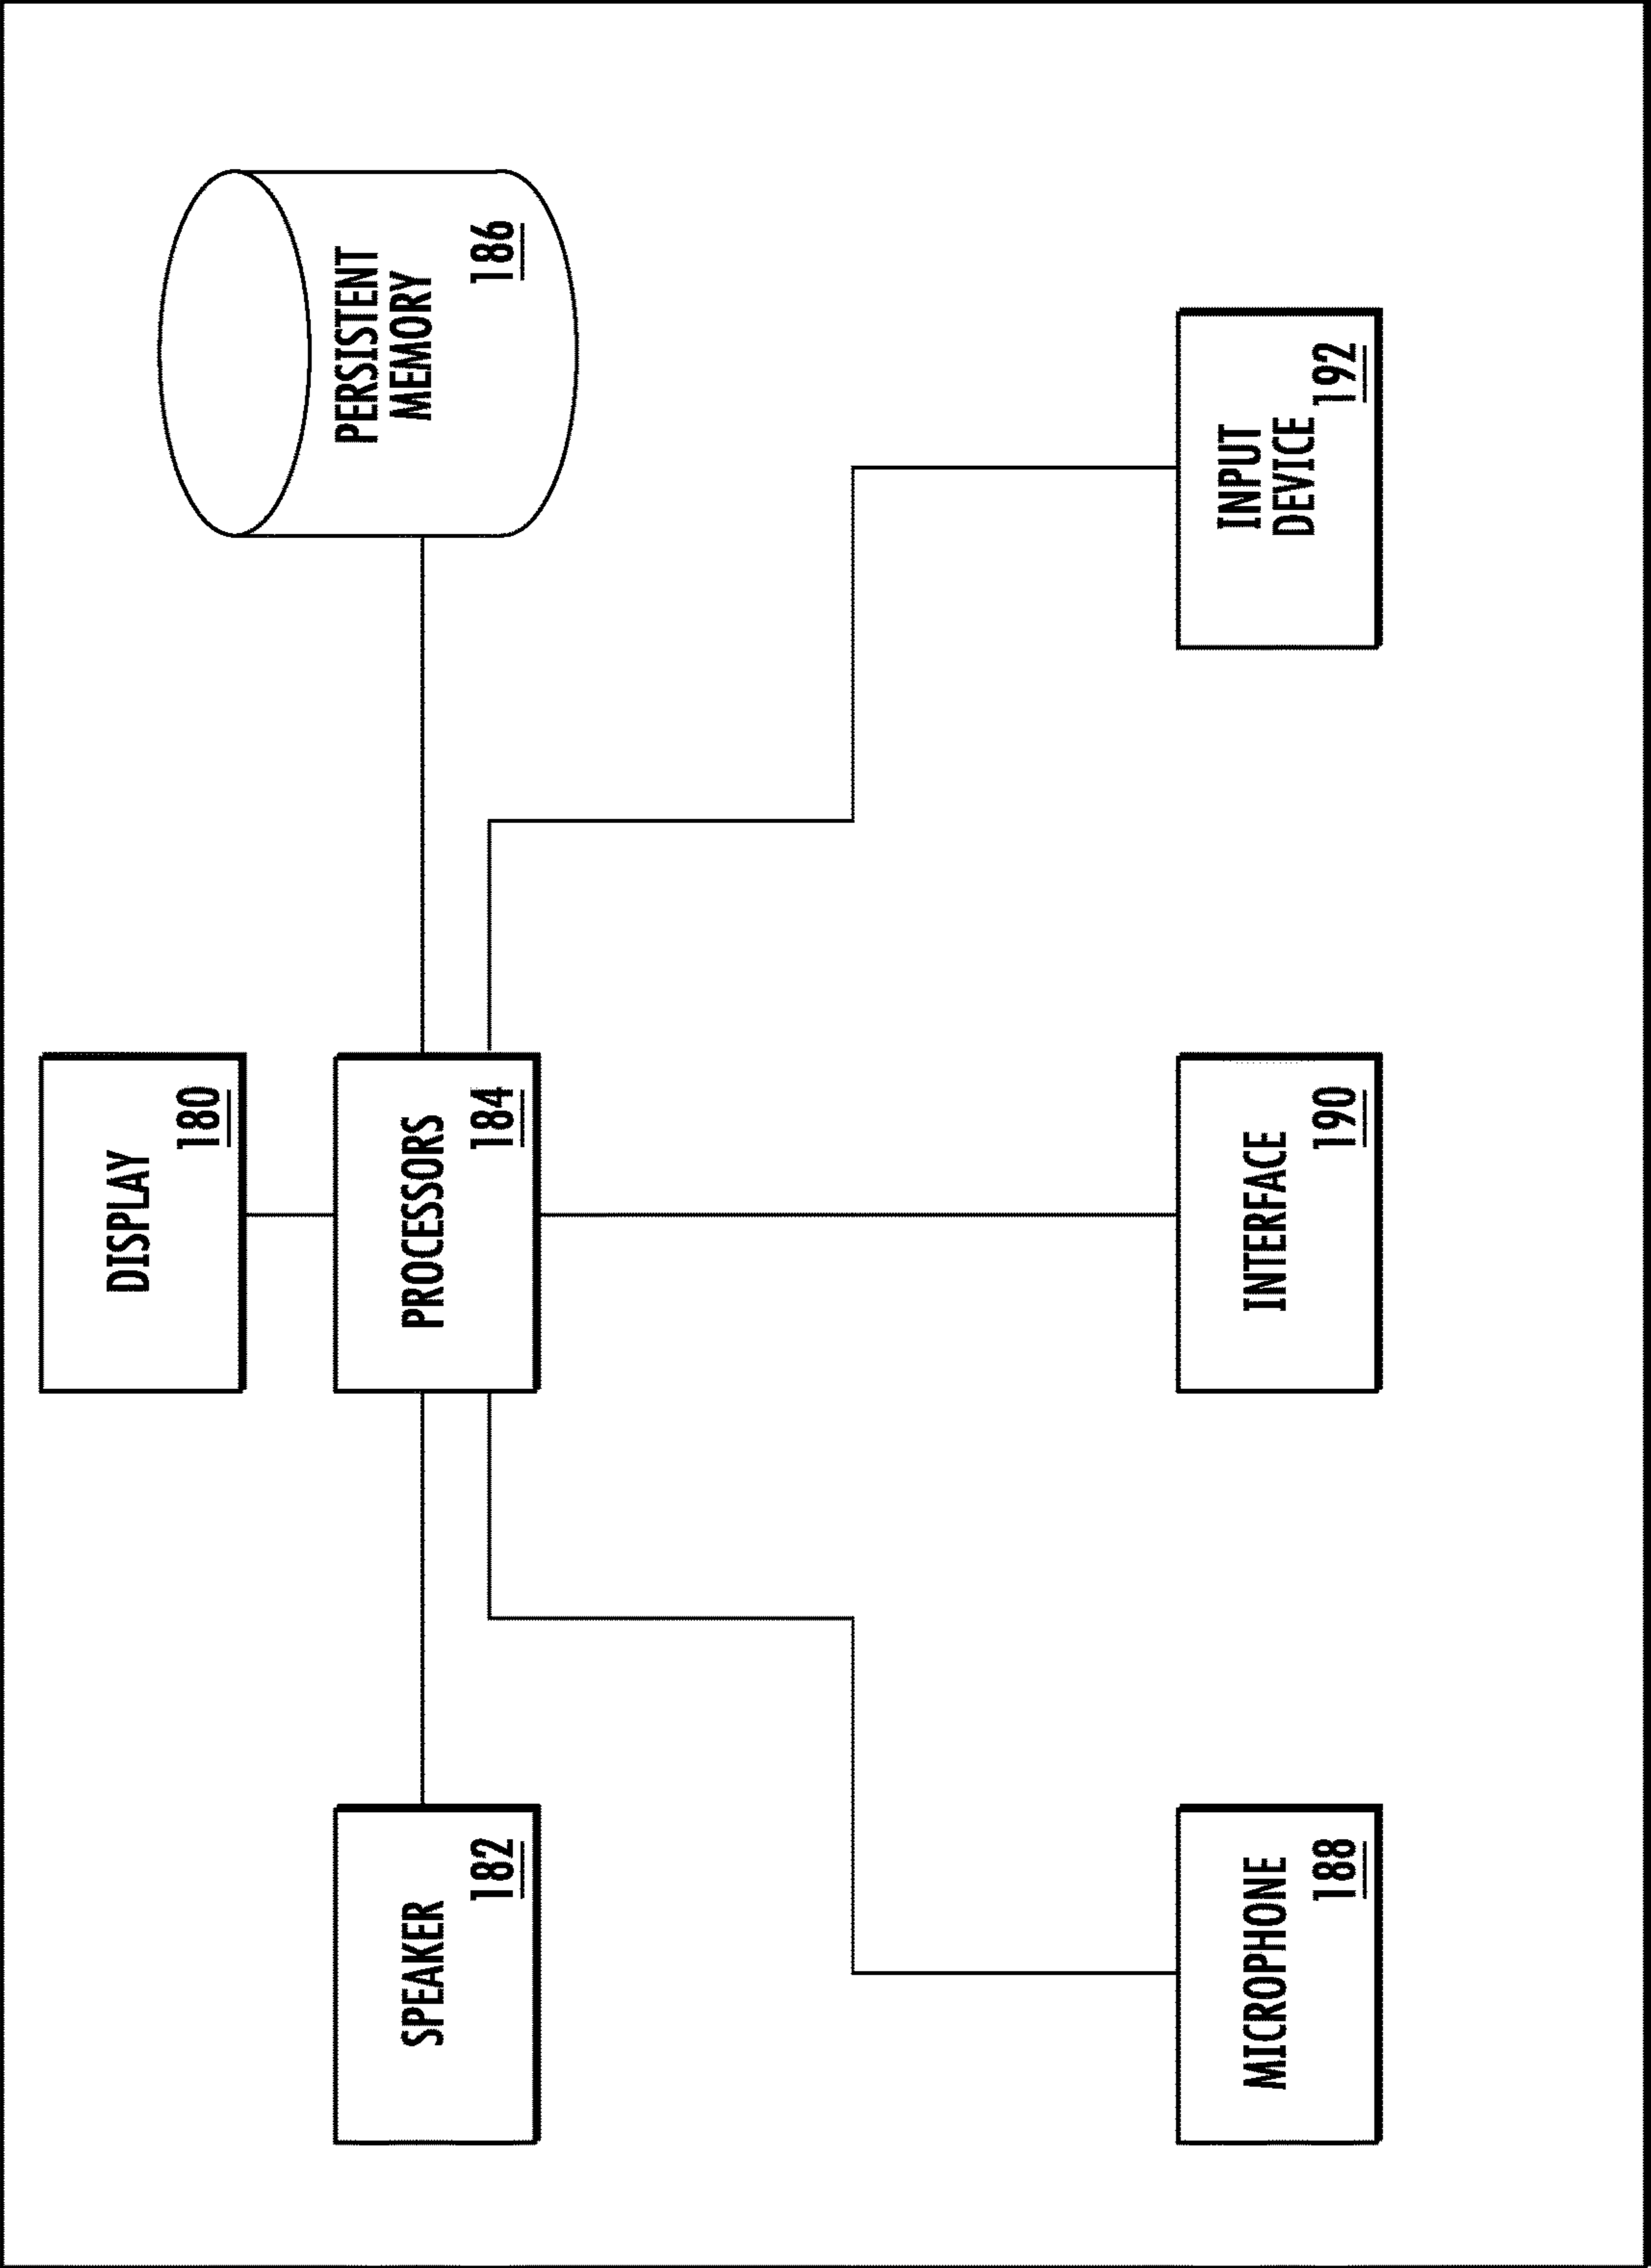 DISPLAY
180
SPEAKER
182
PROCESSORS
184
PERSISTENT
MEMORY
186
MICROPHONE
188
INTERFACE
190
INPUT
DEVICE
192